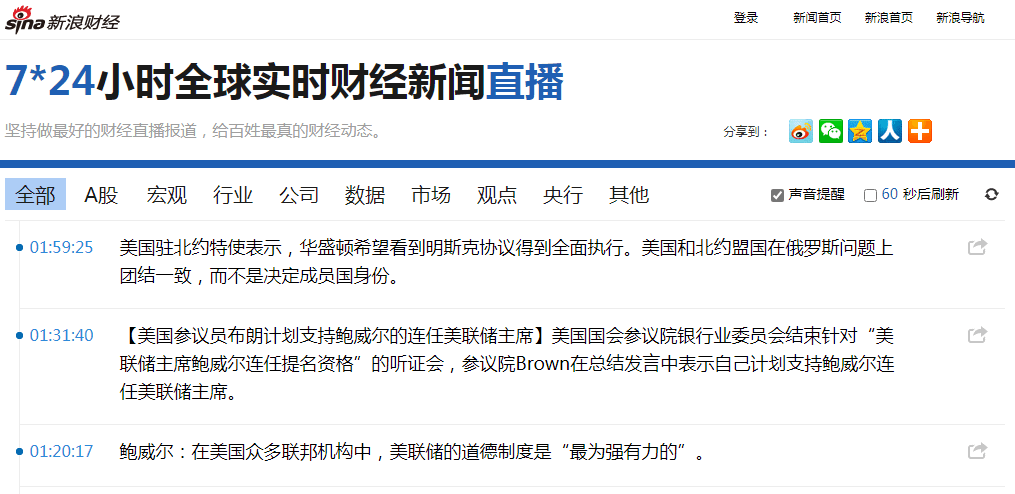 sina新浪财经
登录 新闻首页 新浪首页 新浪导航
7*24小时全球实时财经新闻直播
坚持做最好的财经直播报道，给百姓最真的财经动态。
分享到：
全部 A股 宏观 行业 公司 数据 市场 观点 央行 其他 声音提醒 60 秒后刷新
01:59:25 美国驻北约特使表示，华盛顿希望看到明斯克协议得到全面执行。美国和北约盟国在俄罗斯问题上
团结一致，而不是决定成员国身份。
01:31:40 【美国参议员布朗计划支持鲍威尔的连任美联储主席】美国国会参议院银行业委员会结束针对“美
联储主席鲍威尔连任提名资格”的听证会，参议院Brown在总结发言中表示自己计划支持鲍威尔连
任美联储主席。
01:20:17 鲍威尔：在美国众多联邦机构中，美联储的道德制度是“最为强有力的”。